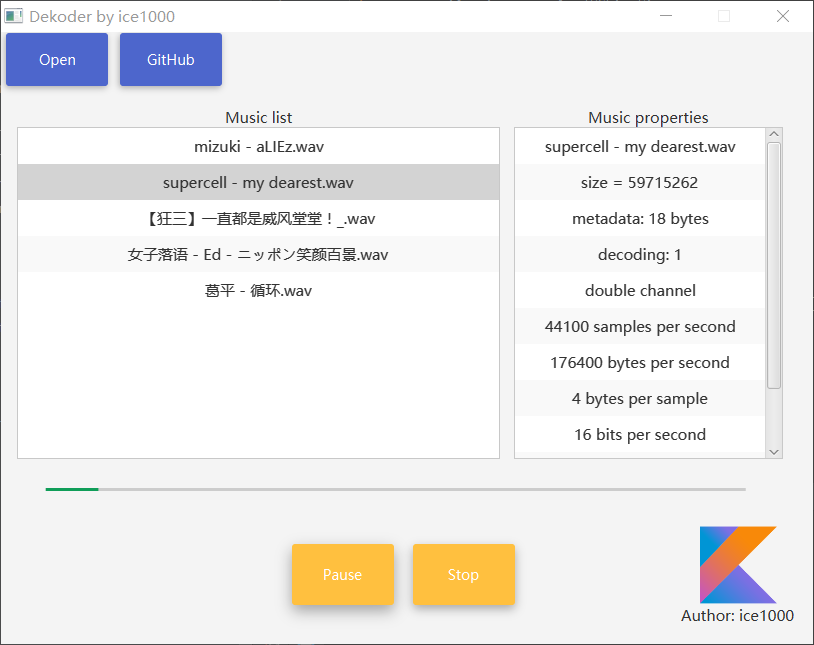 Dekoder by ice1000
Open
GitHub
Music list
mizuki - aLIEz.wav
supercell - my dearest.wav
【狂三】一直都是威风堂堂！_.wav
女子落语 - Ed - ニッポン笑颜百景.wav
葛平 - 循环.wav
Music properties
supercell - my dearest.wav
size = 59715262
metadata: 18 bytes
decoding: 1
double channel
44100 samples per second
176400 bytes per second
4 bytes per sample
16 bits per second
Pause
Stop
Author: ice1000